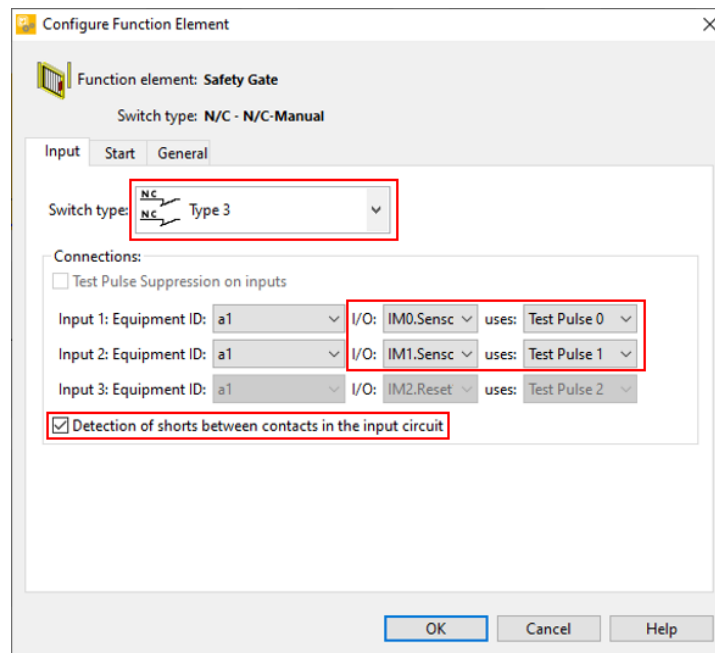 Configure Function Element
Function element: Safety Gate
Switch type: N/C - N/C-Manual
Input Start General
Switch type: NC NC Type 3
Connections:
Test Pulse Suppression on inputs
Input 1: Equipment ID: a1 I/O: IM0.Sensc uses: Test Pulse 0
Input 2: Equipment ID: a1 I/O: IM1.Sensc uses: Test Pulse 1
Input 3: Equipment ID: a1 I/O: IM2.Reset uses: Test Pulse 2
Detection of shorts between contacts in the input circuit
OK Cancel Help